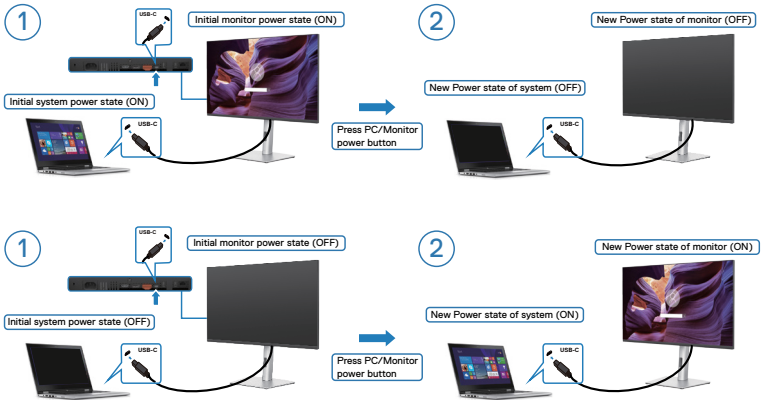 1
USB-C
Initial monitor power state (ON)
2
New Power state of monitor (OFF)
Initial system power state (ON)
USB-C
Press PC/Monitor
power button
New Power state of system (OFF)
USB-C
1
USB-C
Initial monitor power state (OFF)
2
New Power state of monitor (ON)
Initial system power state (OFF)
USB-C
Press PC/Monitor
power button
New Power state of system (ON)
USB-C